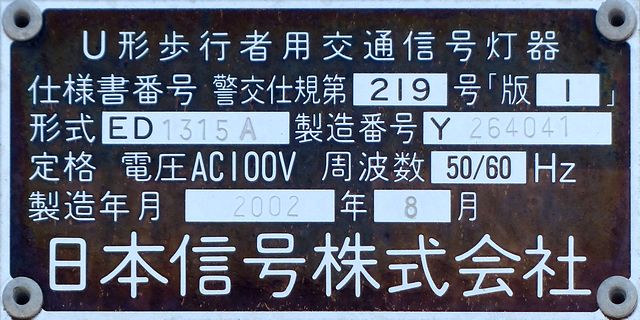 U形歩行者用交通信号灯器
仕様書番号 警交仕規第 219 号「版 1 」
形式 ED1315A 製造番号 Y 264041
定格 電圧AC100V 周波数 50/60 Hz
製造年月 2002 年 8 月
日本信号株式会社